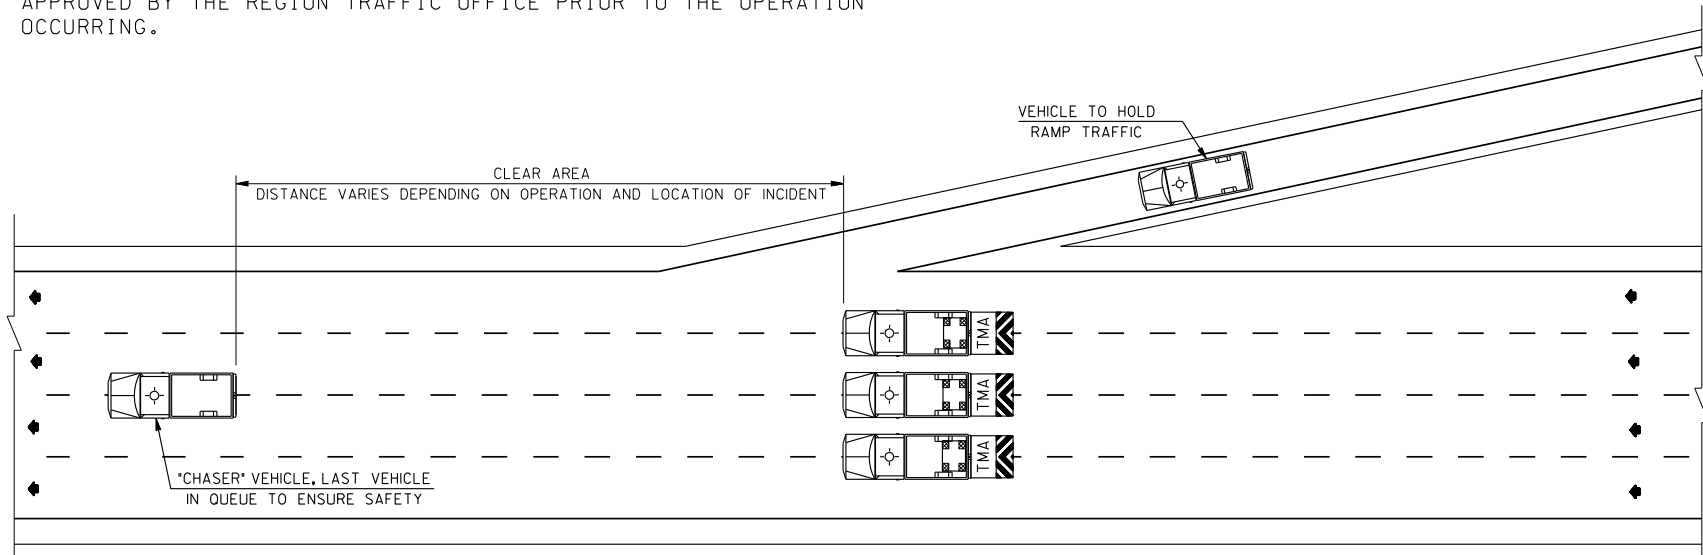 APPROVED BY THE REGION TRAFFIC OFFICE PRIOR TO THE OPERATION
OCCURRING.
VEHICLE TO HOLD
RAMP TRAFFIC
CLEAR AREA
DISTANCE VARIES DEPENDING ON OPERATION AND LOCATION OF INCIDENT
TMA
TMA
TMA
"CHASER" VEHICLE, LAST VEHICLE
IN QUEUE TO ENSURE SAFETY